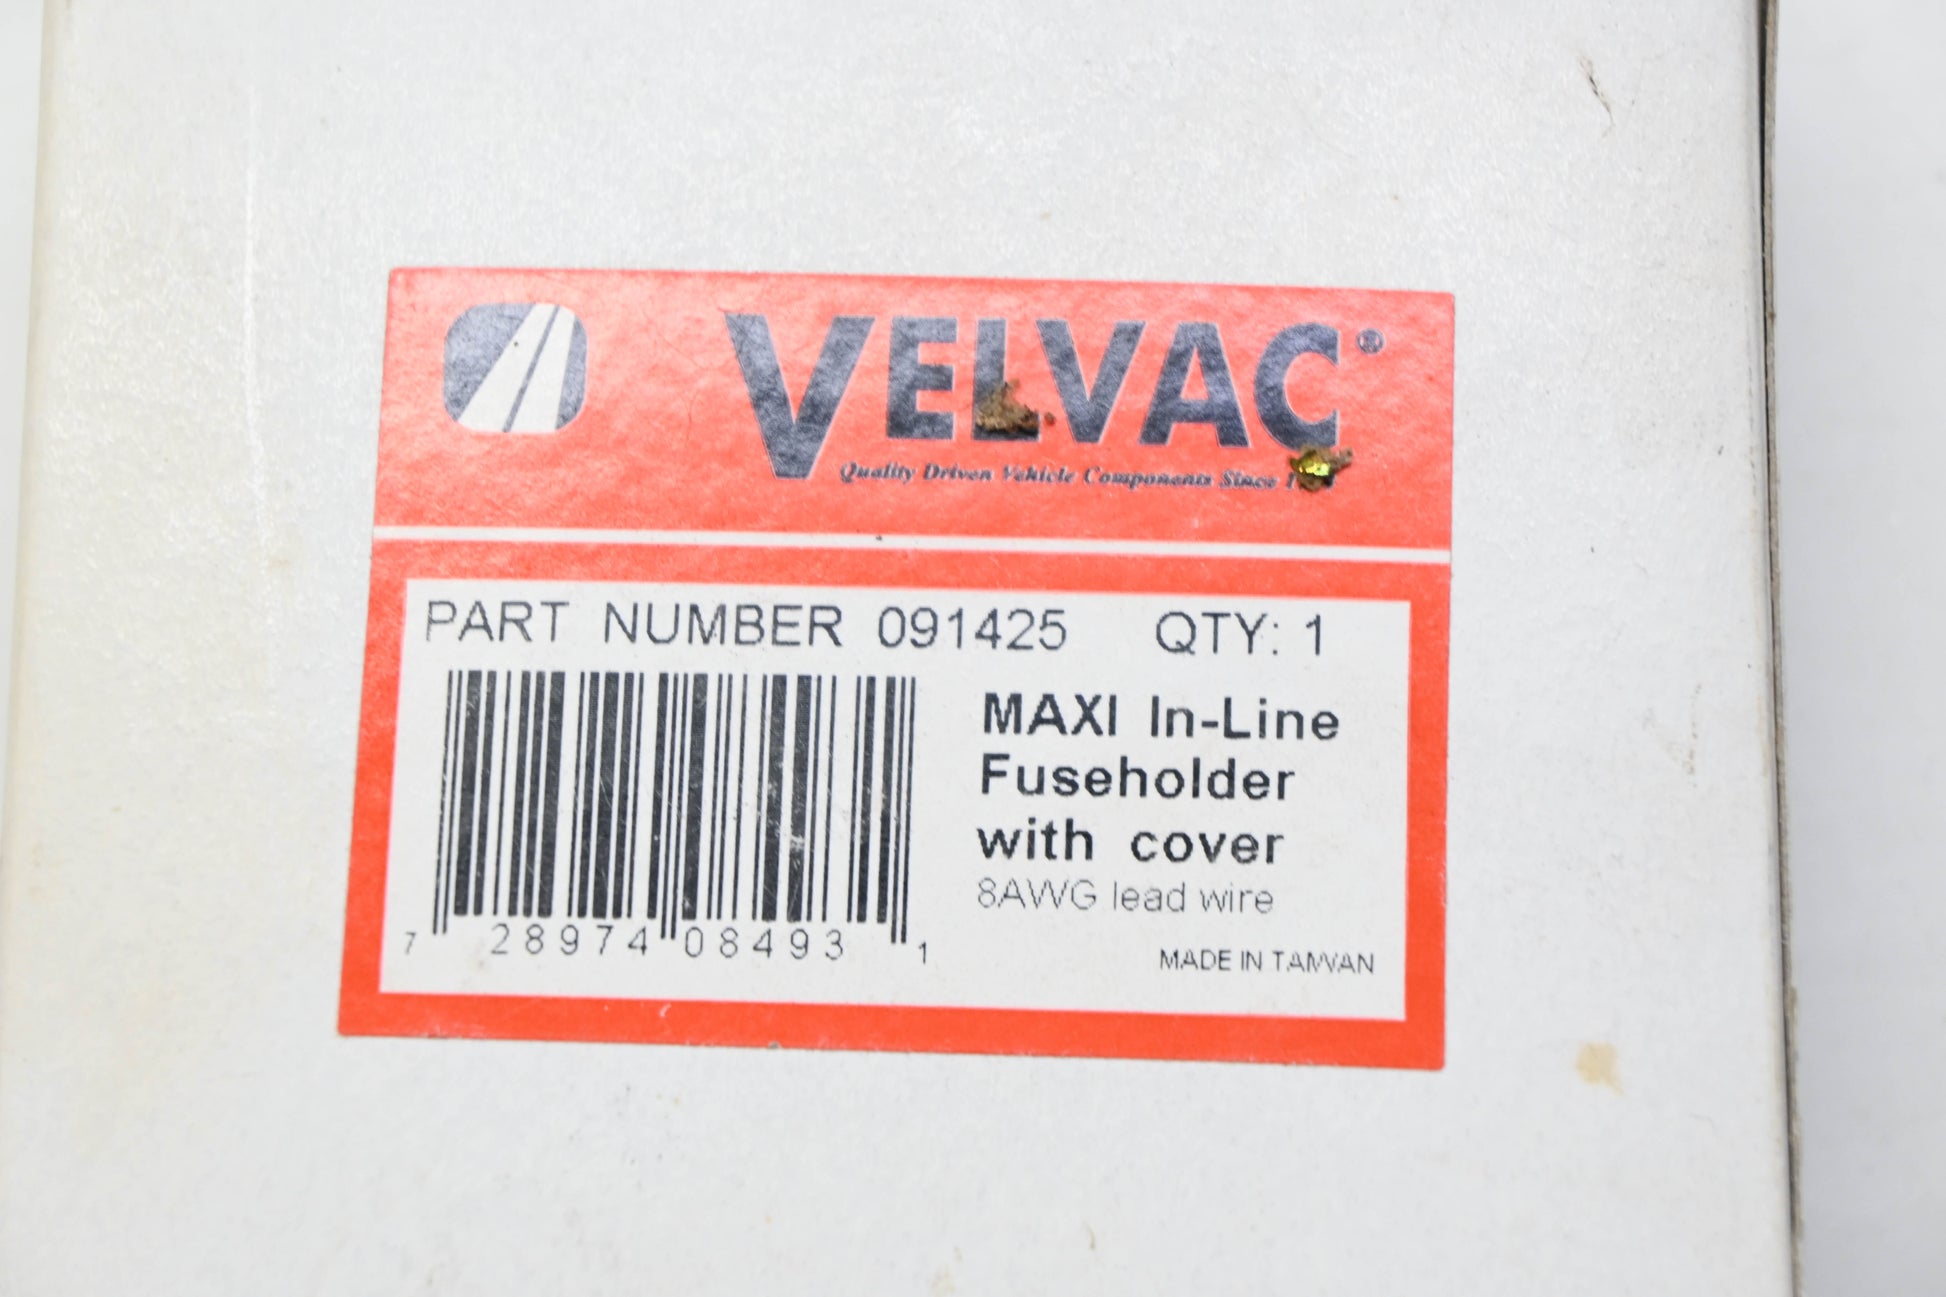 VELVAC®
Quality Driven Vehicle Components Since
PART NUMBER 091425 QTY: 1
MAXI In-Line
Fuseholder
with cover
8AWG lead wire
7 28974 08493 1
MADE IN TAIWAN